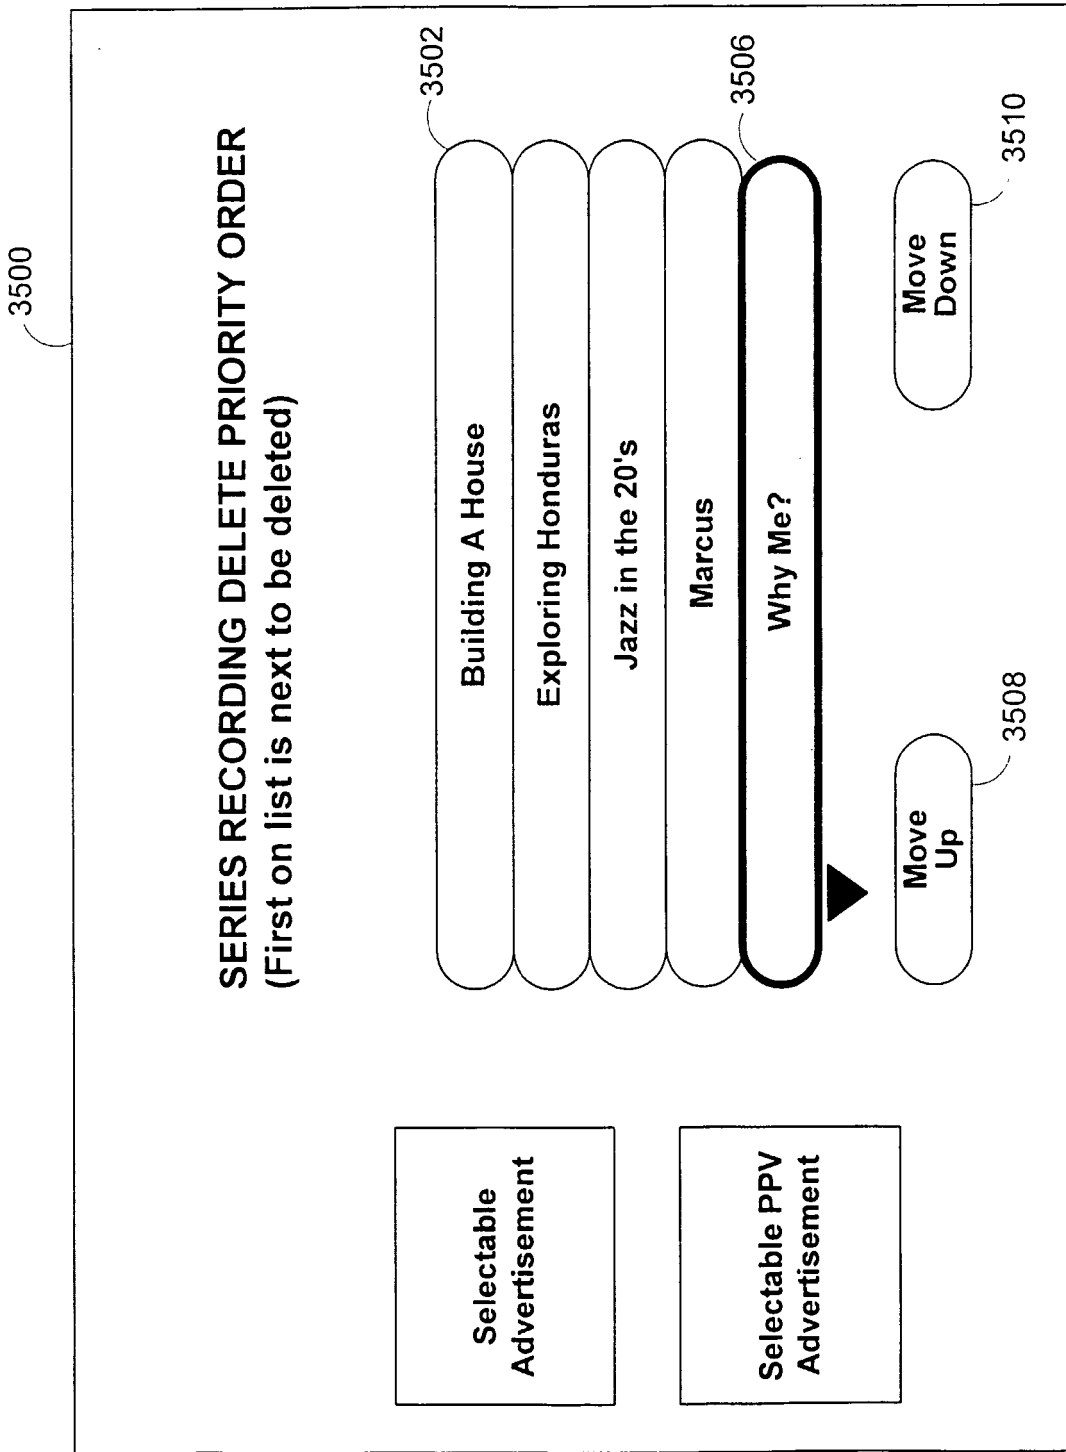 3500
SERIES RECORDING DELETE PRIORITY ORDER
(First on list is next to be deleted)
Selectable
Advertisement
Selectable PPV
Advertisement
Building A House
3502
Exploring Honduras
Jazz in the 20's
Marcus
Why Me?
3506
Move
Up
3508
Move
Down
3510